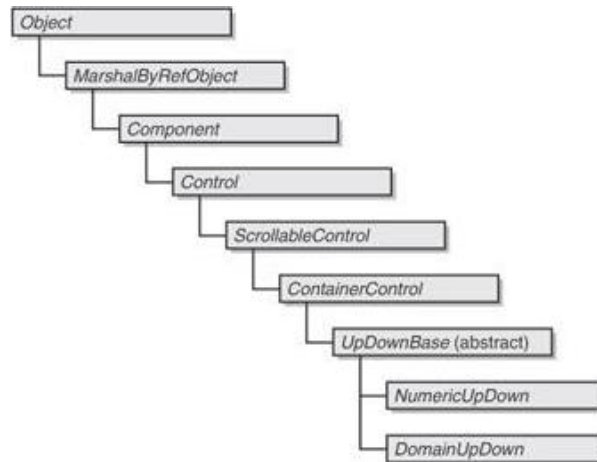 Object
MarshalByRefObject
Component
Control
ScrollableControl
ContainerControl
UpDownBase (abstract)
NumericUpDown
DomainUpDown